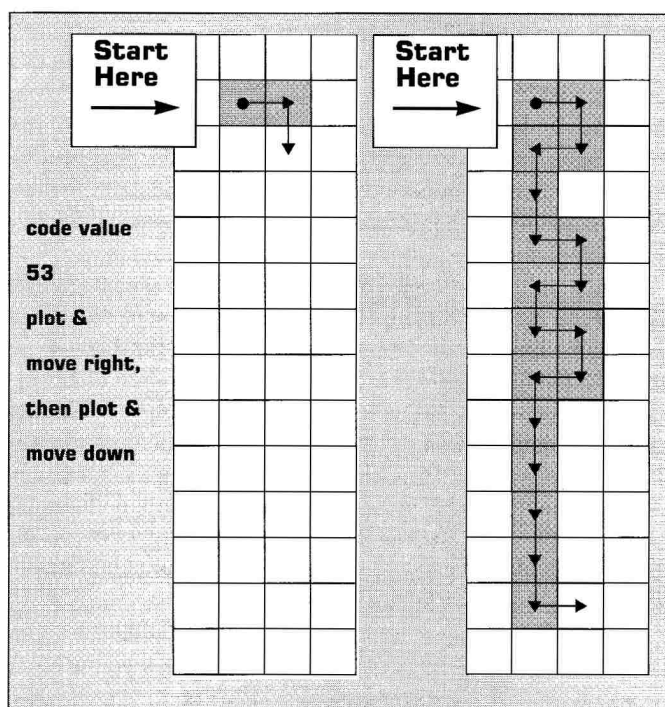 Start
Here
Start
Here
code value
53
plot &
move right,
then plot &
move down